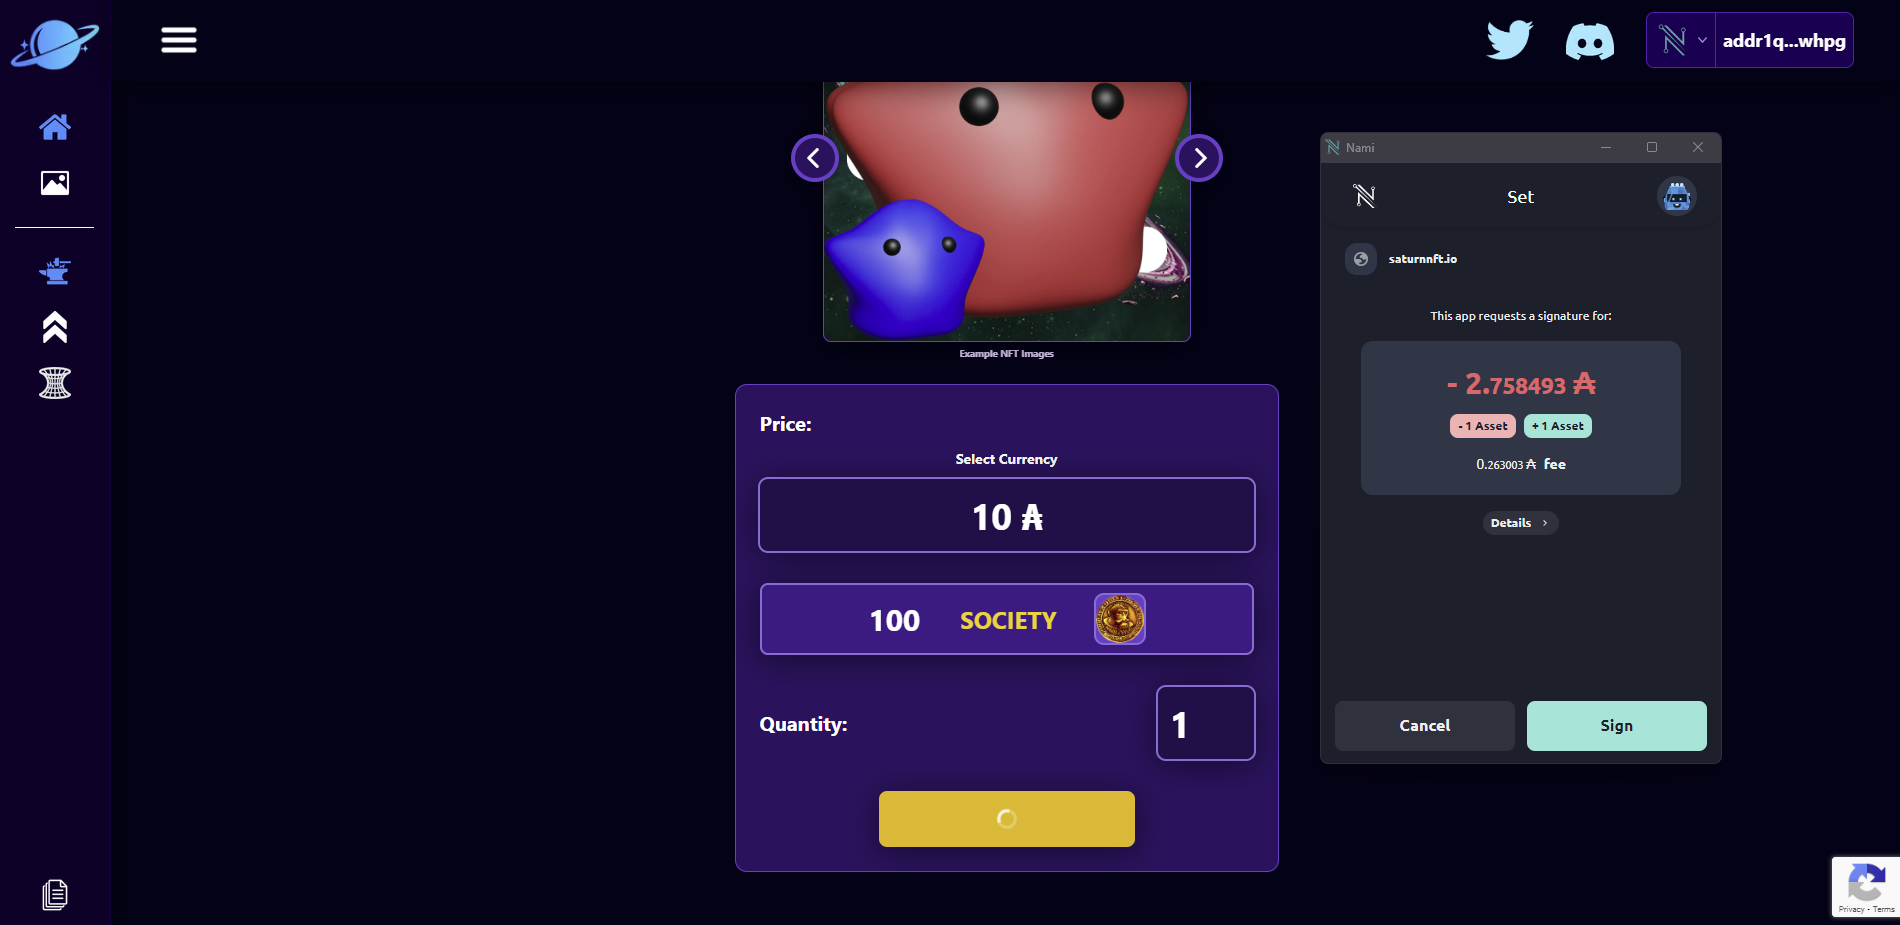 addr1q...whpg
Example NFT Images
Price:
Select Currency
10 ₳
100 SOCIETY
Quantity:
1
Nami
Set
saturnnft.io
This app requests a signature for:
- 2.758493 ₳
- 1 Asset + 1 Asset
0.263003 ₳ fee
Details
Cancel Sign
Privacy - Terms